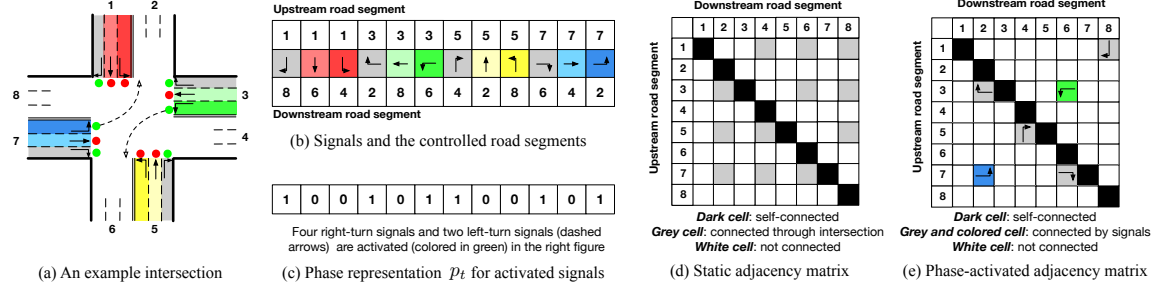 1 2
8
3
7
4
6 5
(a) An example intersection
Upstream road segment
1 1 1 3 3 3 5 5 5 7 7 7
8 6 4 2 8 6 4 2 8 6 4 2
Downstream road segment
(b) Signals and the controlled road segments
1 0 0 1 0 1 1 0 0 1 0 1
Four right-turn signals and two left-turn signals (dashed
arrows) are activated (colored in green) in the right figure
(c) Phase representation p_t for activated signals
Downstream road segment
1 2 3 4 5 6 7 8
Upstream road segment
1
2
3
4
5
6
7
8
Dark cell: self-connected
Grey cell: connected through intersection
White cell: not connected
(d) Static adjacency matrix
Downstream road segment
1 2 3 4 5 6 7 8
Upstream road segment
1
2
3
4
5
6
7
8
Dark cell: self-connected
Grey and colored cell: connected by signals
White cell: not connected
(e) Phase-activated adjacency matrix